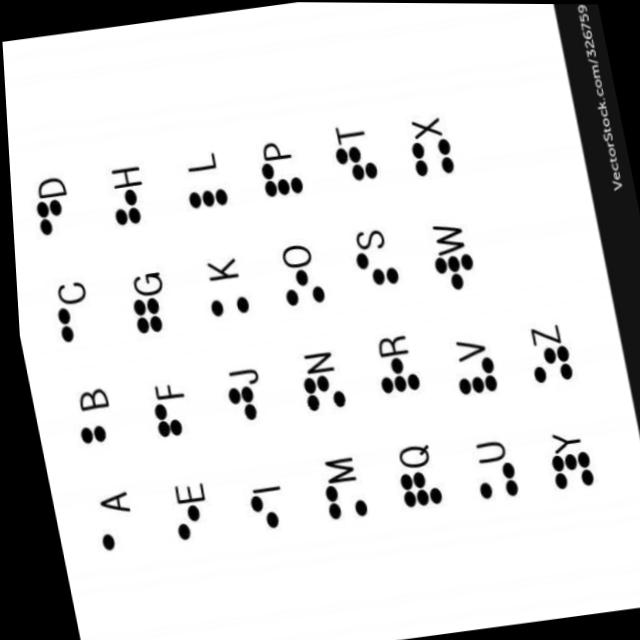 ⠁ A ⠃ B ⠉ C ⠙ D
⠑ E ⠋ F ⠛ G ⠓ H
⠊ I ⠚ J ⠅ K ⠇ L
⠍ M ⠝ N ⠕ O ⠏ P
⠟ Q ⠗ R ⠎ S ⠞ T
⠥ U ⠧ V ⠺ W ⠭ X
⠽ Y ⠵ Z
VectorStock.com/326759